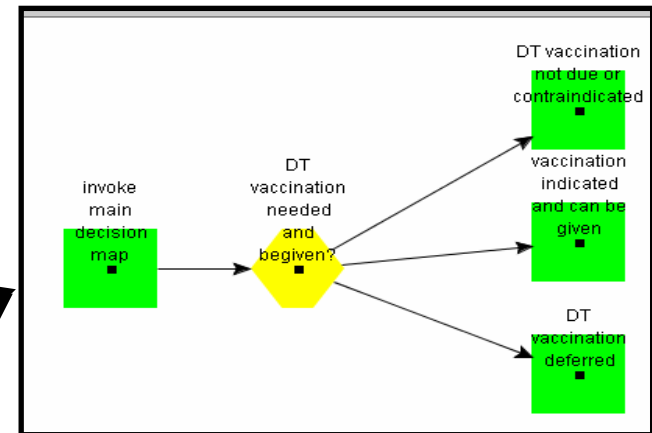 invoke
main
decision
map
DT
vaccination
needed
and
begiven?
DT vaccination
not due or
contraindicated
vaccination
indicated
and can be
given
DT
vaccination
deferred